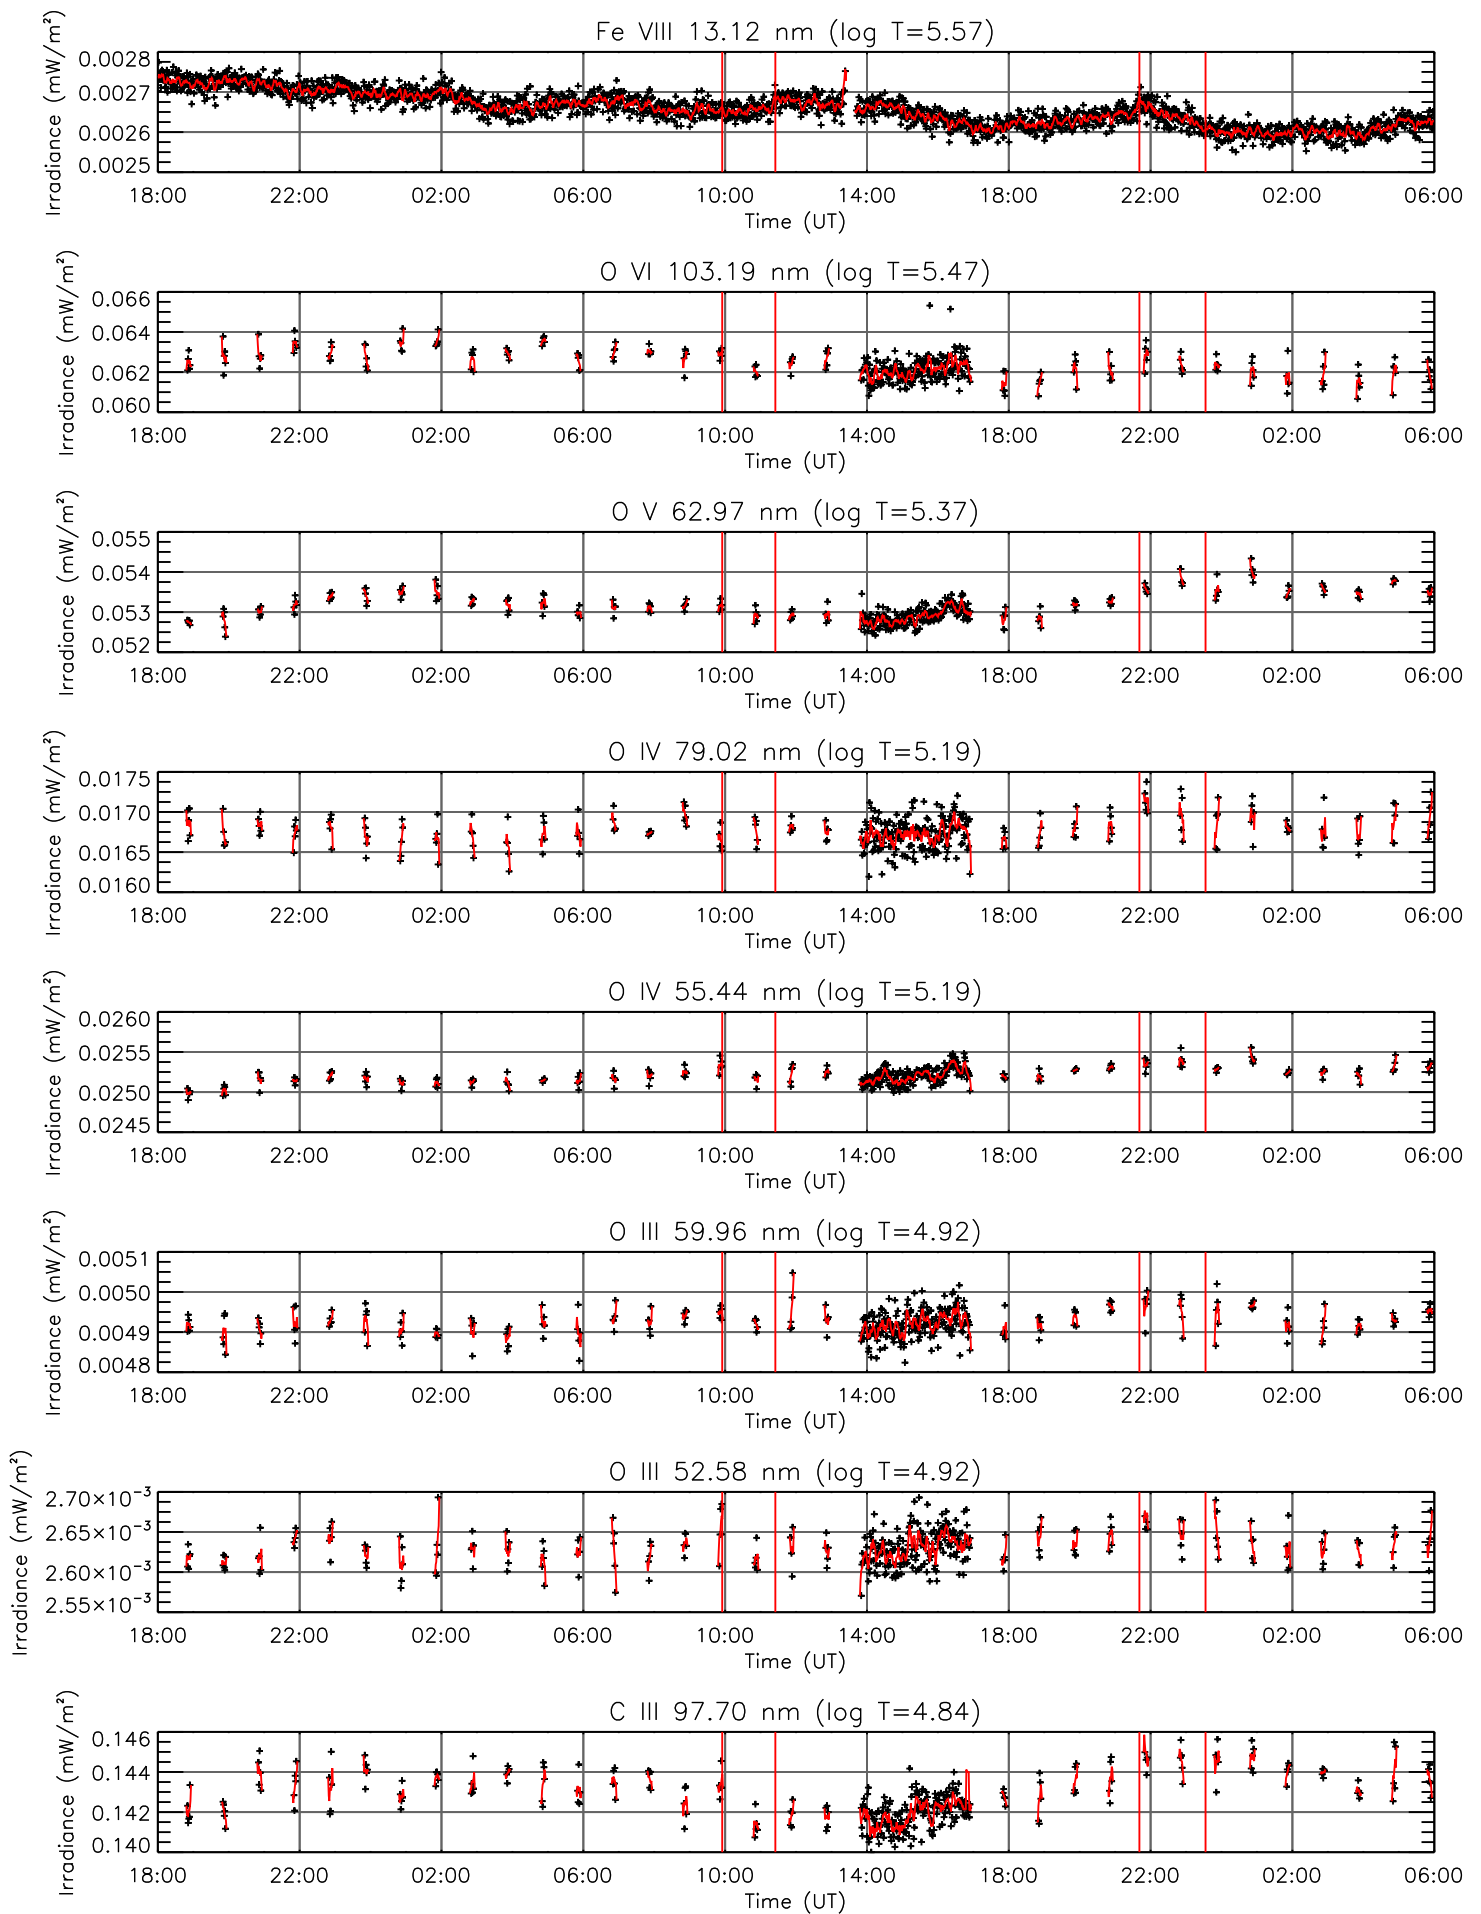 Fe VIII 13.12 nm (log T=5.57)
Irradiance (mW/m²)
0.0028
0.0027
0.0026
0.0025
18:00 22:00 02:00 06:00 10:00 14:00 18:00 22:00 02:00 06:00
Time (UT)
O VI 103.19 nm (log T=5.47)
Irradiance (mW/m²)
0.066
0.064
0.062
0.060
18:00 22:00 02:00 06:00 10:00 14:00 18:00 22:00 02:00 06:00
Time (UT)
O V 62.97 nm (log T=5.37)
Irradiance (mW/m²)
0.055
0.054
0.053
0.052
18:00 22:00 02:00 06:00 10:00 14:00 18:00 22:00 02:00 06:00
Time (UT)
O IV 79.02 nm (log T=5.19)
Irradiance (mW/m²)
0.0175
0.0170
0.0165
0.0160
18:00 22:00 02:00 06:00 10:00 14:00 18:00 22:00 02:00 06:00
Time (UT)
O IV 55.44 nm (log T=5.19)
Irradiance (mW/m²)
0.0260
0.0255
0.0250
0.0245
18:00 22:00 02:00 06:00 10:00 14:00 18:00 22:00 02:00 06:00
Time (UT)
O III 59.96 nm (log T=4.92)
Irradiance (mW/m²)
0.0051
0.0050
0.0049
0.0048
18:00 22:00 02:00 06:00 10:00 14:00 18:00 22:00 02:00 06:00
Time (UT)
O III 52.58 nm (log T=4.92)
Irradiance (mW/m²)
2.70×10⁻³
2.65×10⁻³
2.60×10⁻³
2.55×10⁻³
18:00 22:00 02:00 06:00 10:00 14:00 18:00 22:00 02:00 06:00
Time (UT)
C III 97.70 nm (log T=4.84)
Irradiance (mW/m²)
0.146
0.144
0.142
0.140
18:00 22:00 02:00 06:00 10:00 14:00 18:00 22:00 02:00 06:00
Time (UT)